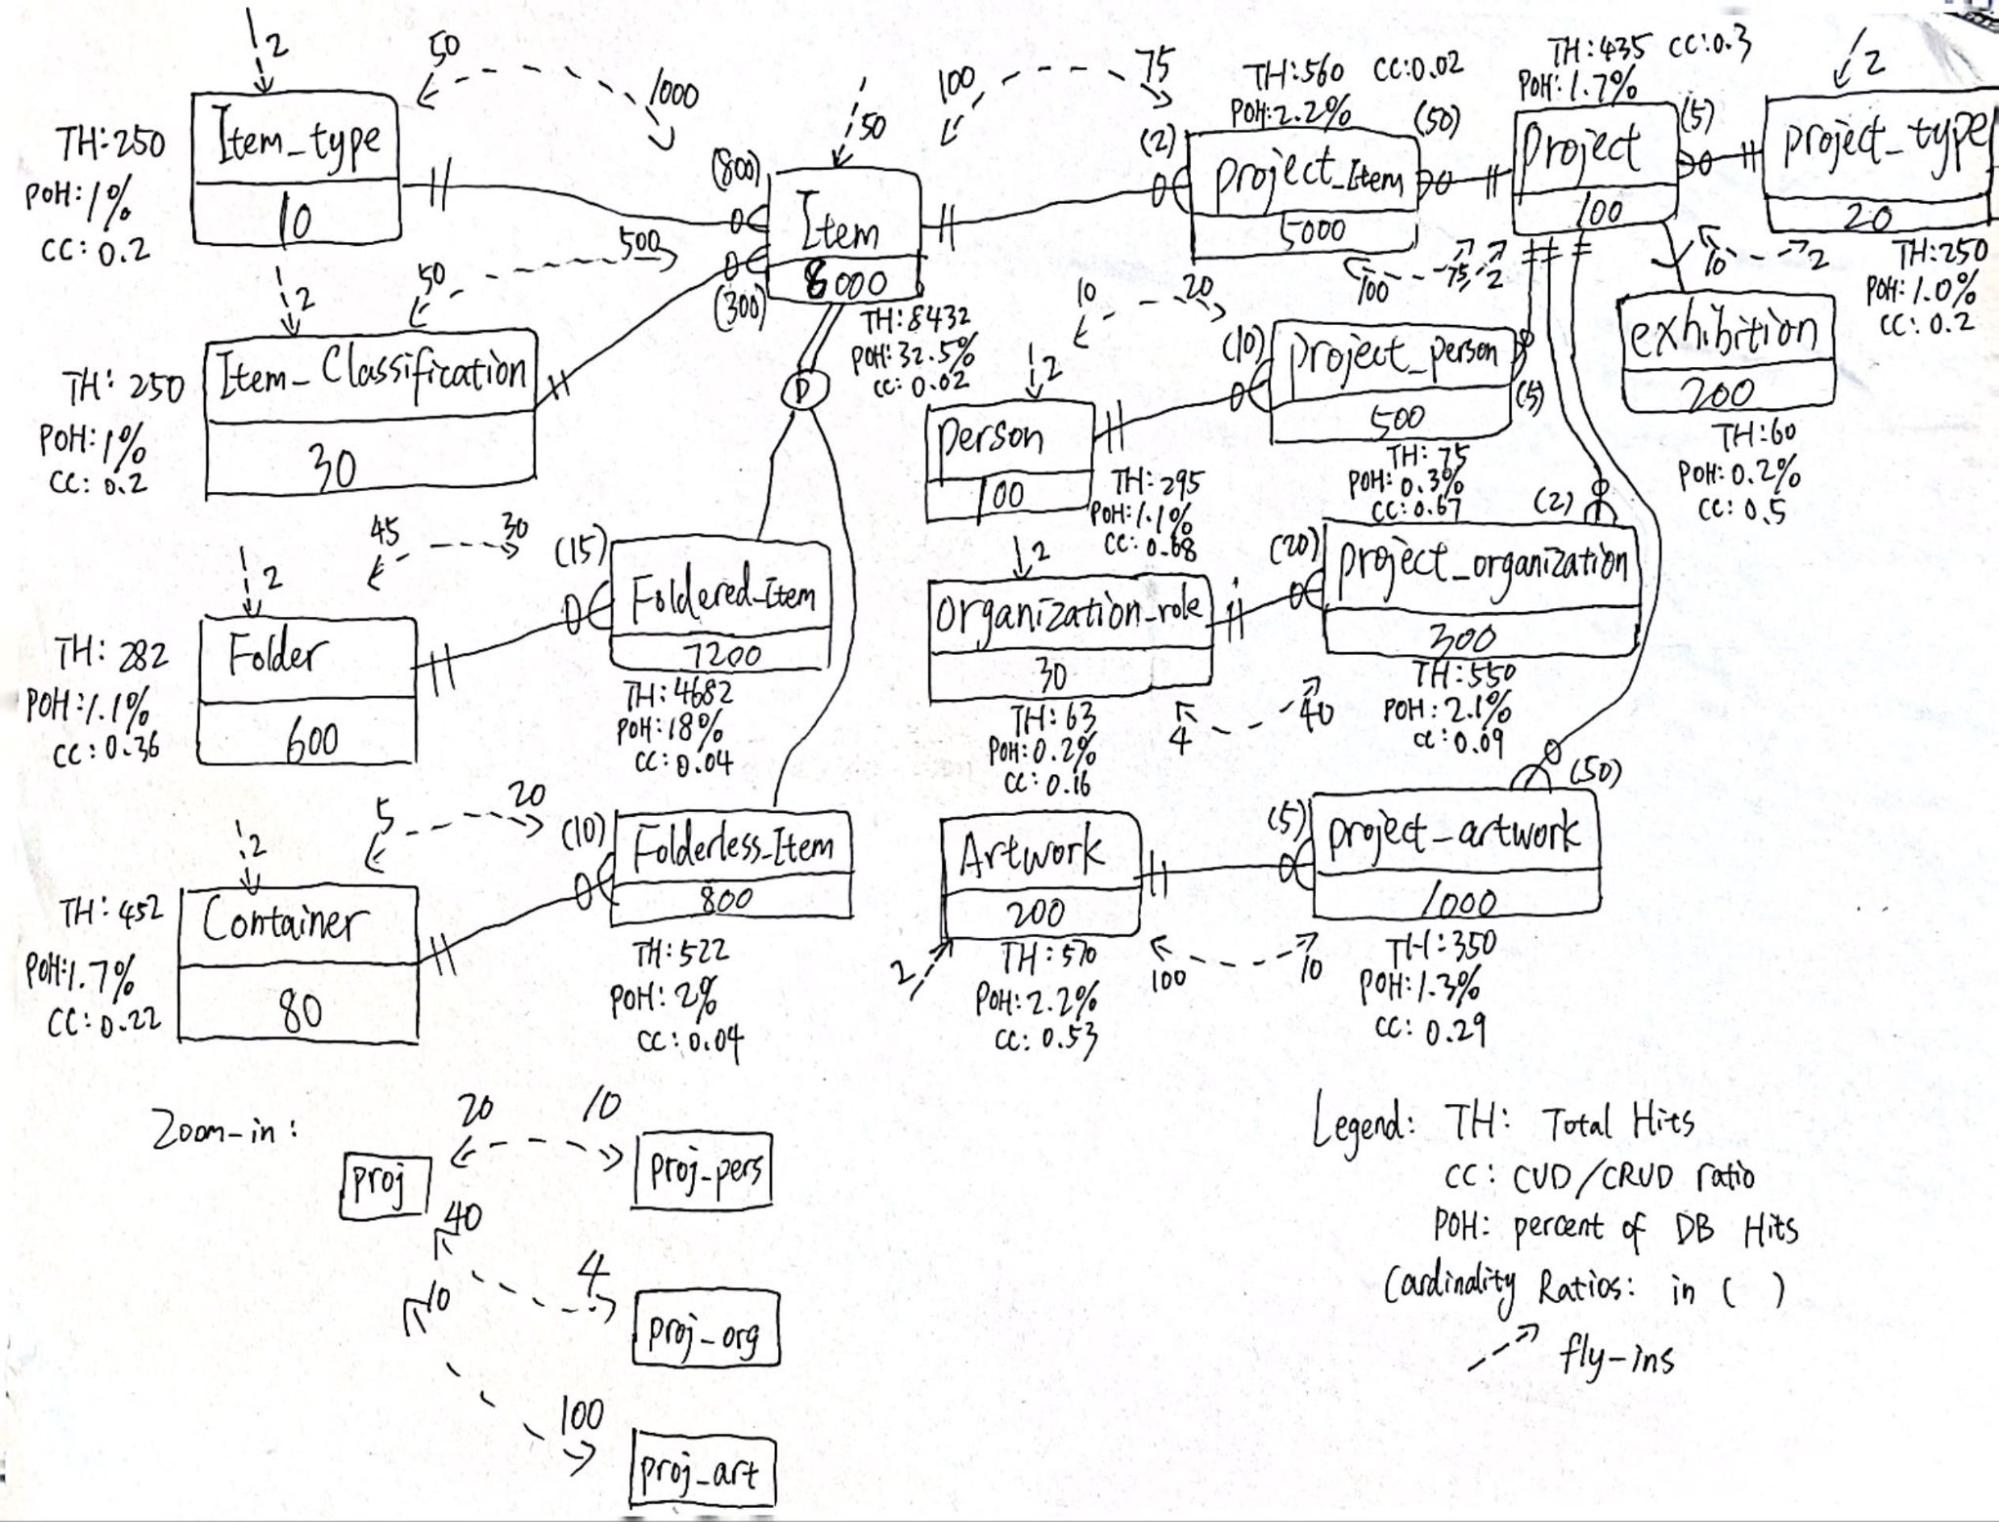 2
50
1000
TH:250
POH:1%
CC:0.2
Item_type
10
(800)
50
Item
8000
(300)
TH:8432
POH:32.5%
CC:0.02
100
75
TH:560 CC:0.02
POH:2.2%
(2)
(50)
project_Item
5000
TH:435 CC:0.3
POH:1.7%
Project
100
(5)
2
project_type
20
TH:250
POH:1.0%
CC:0.2
2
50
500
TH:250
POH:1%
CC:0.2
Item_Classification
30
D
100
75, 2
10
2
exhibition
200
TH:60
POH:0.2%
CC:0.5
10
20
2
person
100
TH:295
POH:1.1%
CC:0.68
(10)
project_person
500
(5)
TH:75
POH:0.3%
CC:0.67
45
30
2
TH:282
POH:1.1%
CC:0.36
Folder
600
(15)
Foldered_Item
7200
TH:4682
POH:18%
CC:0.04
2
organization_role
30
TH:63
POH:0.2%
CC:0.16
(20)
(2)
project_organization
300
TH:550
POH:2.1%
CC:0.09
4
40
5
20
2
TH:452
POH:1.7%
CC:0.22
Container
80
(10)
Folderless_Item
800
TH:522
POH:2%
CC:0.04
Artwork
200
2
TH:570
POH:2.2%
CC:0.53
100
10
(5)
(50)
project_artwork
1000
TH:350
POH:1.3%
CC:0.29
Zoom-in:
20
10
proj
proj_pers
40
4
proj_org
10
100
proj_art
Legend: TH: Total Hits
CC: CUD/CRUD ratio
POH: percent of DB Hits
Cardinality Ratios: in ( )
fly-ins